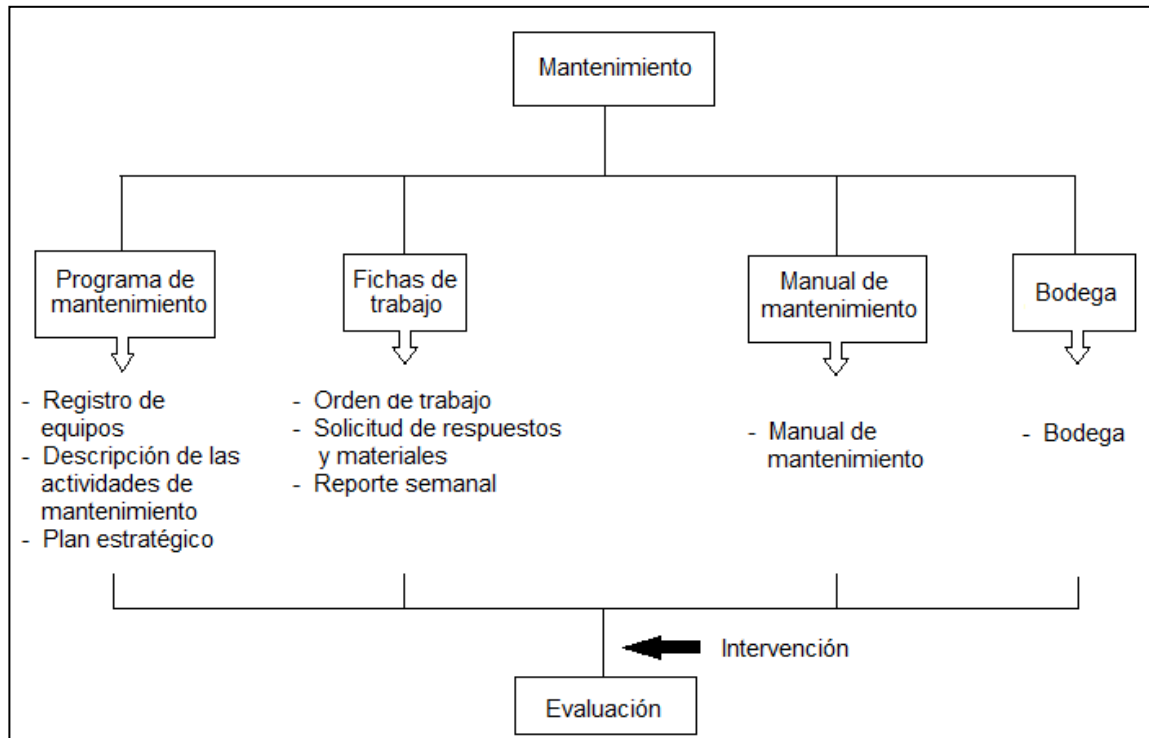 Mantenimiento
Programa de
mantenimiento
Fichas de
trabajo
Manual de
mantenimiento
Bodega
- Registro de
equipos
- Descripción de las
actividades de
mantenimiento
- Plan estratégico
- Orden de trabajo
- Solicitud de respuestos
y materiales
- Reporte semanal
- Manual de
mantenimiento
- Bodega
Intervención
Evaluación